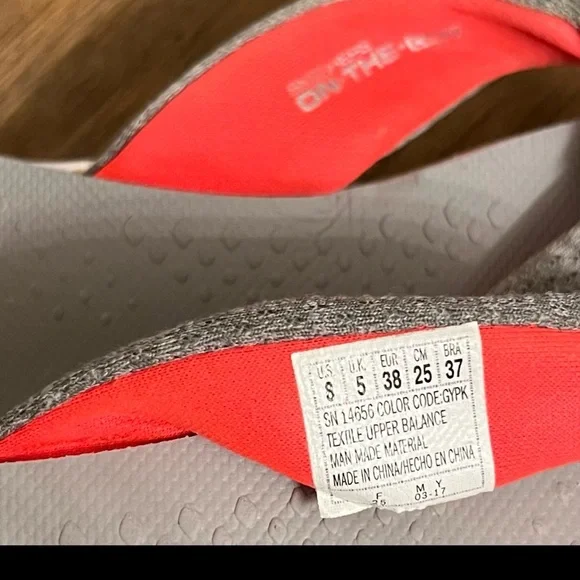 ON-THE-GO
U.S. U.K. EUR CM BRA
8 5 38 25 37
SN 14656 COLOR CODE:GYPK
TEXTILE UPPER BALANCE
MAN MADE MATERIAL
MADE IN CHINA/HECHO EN CHINA
F M Y
25 03-17